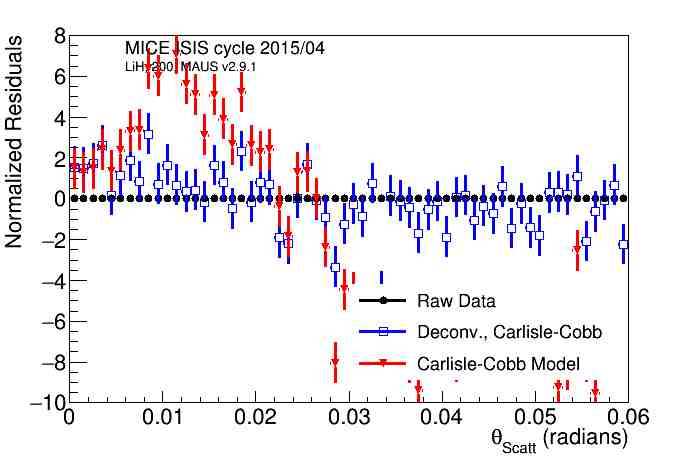 8
6
4
2
0
−2
−4
−6
−8
−10
Normalized Residuals
MICE ISIS cycle 2015/04
LiH, 200, MAUS v2.9.1
Raw Data
Deconv., Carlisle-Cobb
Carlisle-Cobb Model
0 0.01 0.02 0.03 0.04 0.05 0.06
θScatt (radians)